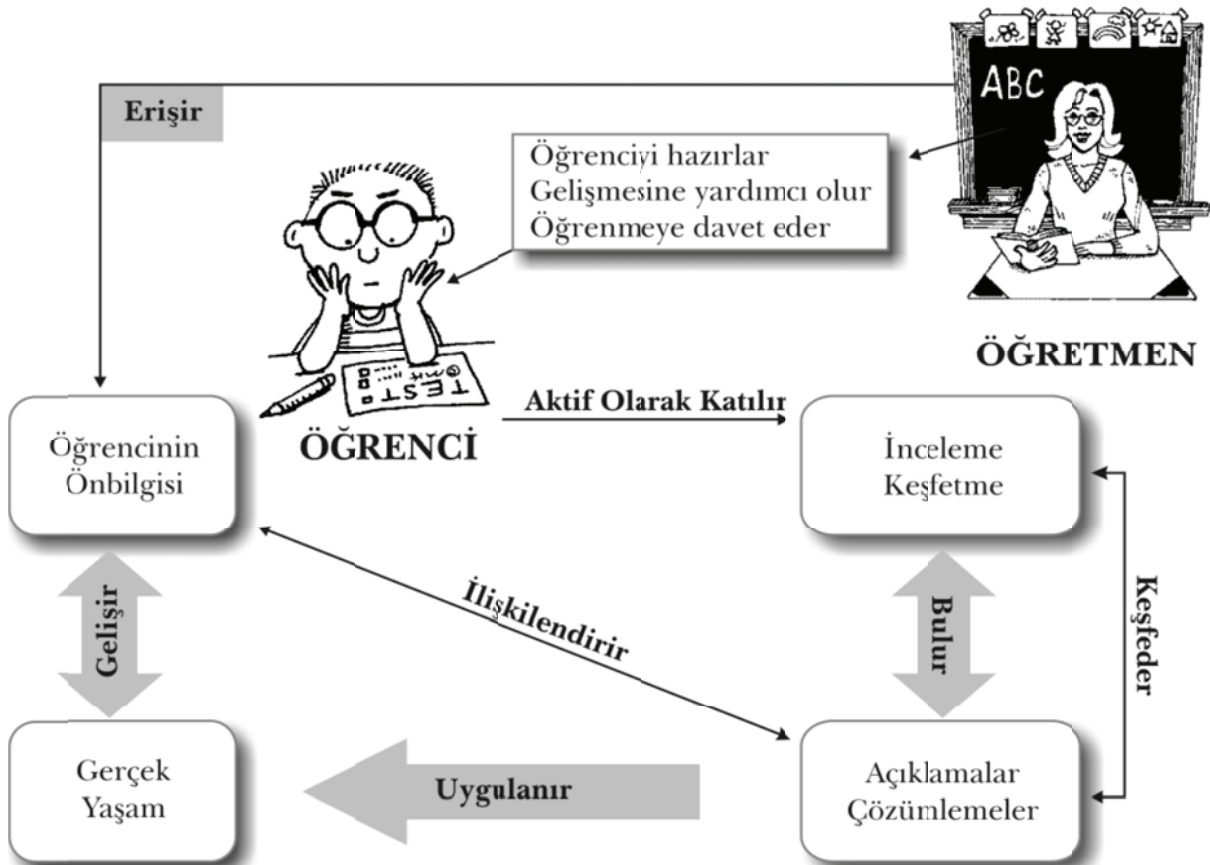 ABC
Erişir
Öğrenciyi hazırlar
Gelişmesine yardımcı olur
Öğrenmeye davet eder
ÖĞRETMEN
TEST
Aktif Olarak Katılır
ÖĞRENCİ
Öğrencinin
Önbilgisi
İnceleme
Keşfetme
Gelişir
İlişkilendirir
Bulur
Keşfeder
Gerçek
Yaşam
Uygulanır
Açıklamalar
Çözümlemeler